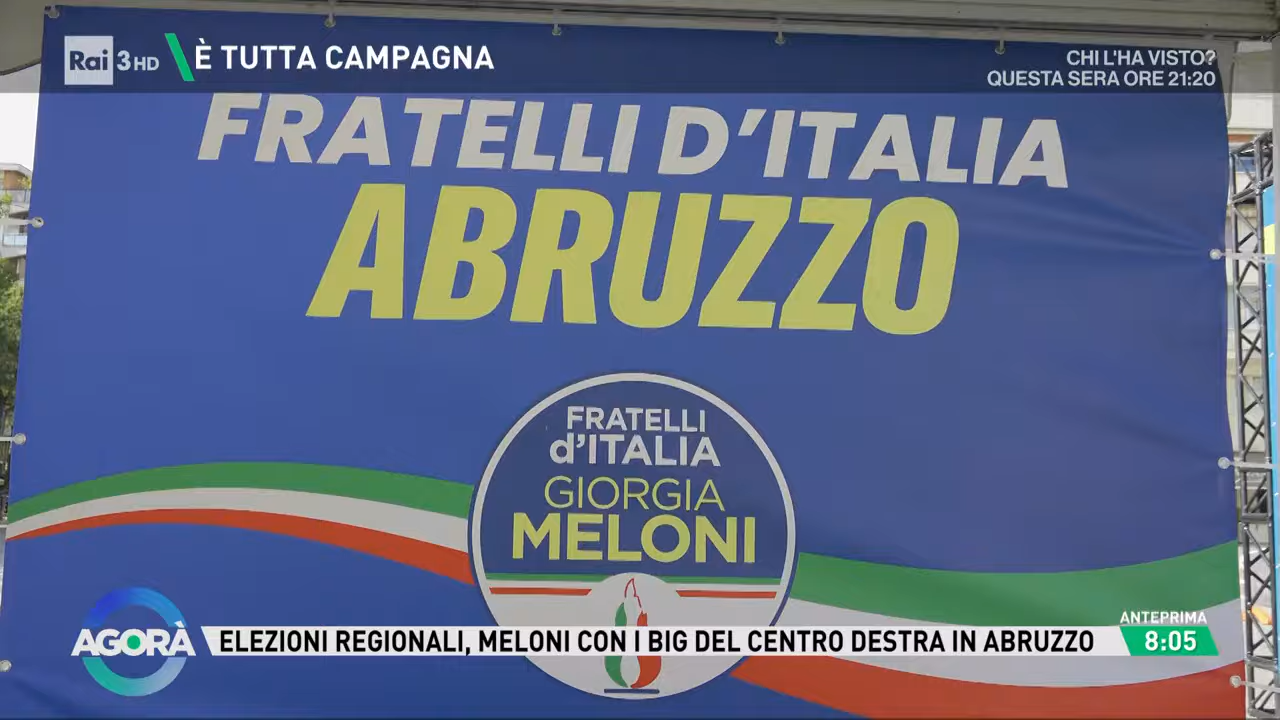 Rai 3HD
È TUTTA CAMPAGNA
CHI L'HA VISTO?
QUESTA SERA ORE 21:20
FRATELLI D'ITALIA
ABRUZZO
FRATELLI
d'ITALIA
GIORGIA
MELONI
AGORÀ
ELEZIONI REGIONALI, MELONI CON I BIG DEL CENTRO DESTRA IN ABRUZZO
ANTEPRIMA
8:05